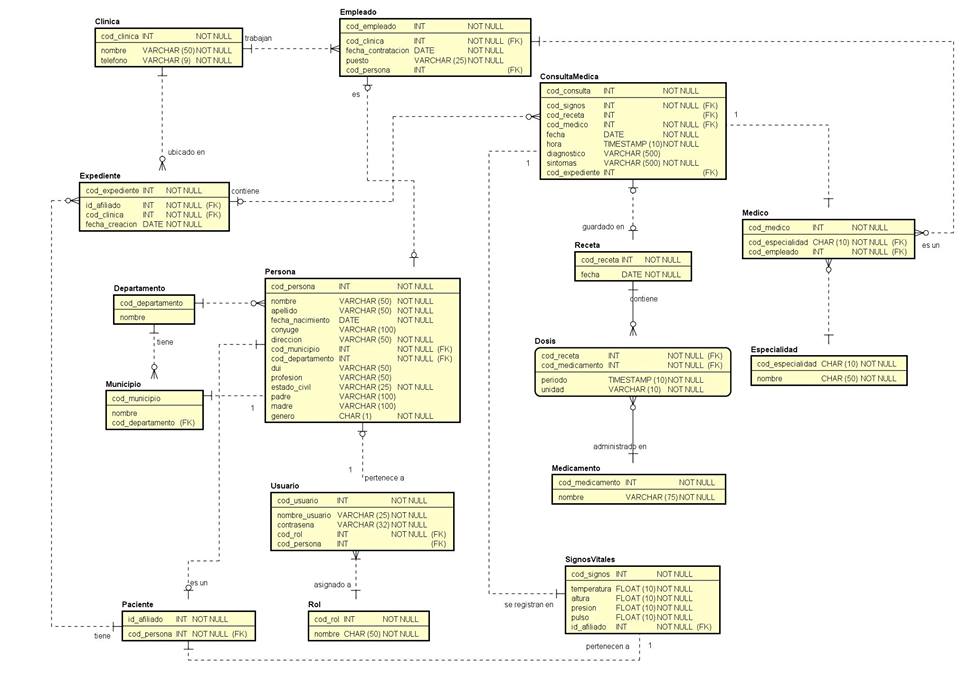 Clinica
cod_clinica INT NOT NULL
nombre VARCHAR (50) NOT NULL
telefono VARCHAR (9) NOT NULL
trabajan
Empleado
cod_empleado INT NOT NULL
cod_clinica INT NOT NULL (FK)
fecha_contratacion DATE NOT NULL
puesto VARCHAR (25) NOT NULL
cod_persona INT (FK)
es
ConsultaMedica
cod_consulta INT NOT NULL
cod_signos INT NOT NULL (FK)
cod_receta INT (FK)
cod_medico INT NOT NULL (FK)
fecha DATE NOT NULL
hora TIMESTAMP (10) NOT NULL
diagnostico VARCHAR (500)
sintomas VARCHAR (500) NOT NULL
cod_expediente INT (FK)
1
1
ubicado en
Expediente
cod_expediente INT NOT NULL
id_afiliado INT NOT NULL (FK)
cod_clinica INT NOT NULL (FK)
fecha_creacion DATE NOT NULL
contiene
guardado en
Medico
cod_medico INT NOT NULL
cod_especialidad CHAR (10) NOT NULL (FK)
cod_empleado INT NOT NULL (FK)
es un
Receta
cod_receta INT NOT NULL
fecha DATE NOT NULL
contiene
Persona
cod_persona INT NOT NULL
nombre VARCHAR (50) NOT NULL
apellido VARCHAR (50) NOT NULL
fecha_nacimiento DATE NOT NULL
conyuge VARCHAR (100)
direccion VARCHAR (50) NOT NULL
cod_municipio INT NOT NULL (FK)
cod_departamento INT NOT NULL (FK)
dui VARCHAR (50)
profesion VARCHAR (50)
estado_civil VARCHAR (25) NOT NULL
padre VARCHAR (100)
madre VARCHAR (100)
genero CHAR (1) NOT NULL
Departamento
cod_departamento
nombre
tiene
Municipio
cod_municipio
nombre
cod_departamento (FK)
1
Dosis
cod_receta INT NOT NULL (FK)
cod_medicamento INT NOT NULL (FK)
periodo TIMESTAMP (10) NOT NULL
unidad VARCHAR (10) NOT NULL
Especialidad
cod_especialidad CHAR (10) NOT NULL
nombre CHAR (50) NOT NULL
administrado en
Medicamento
cod_medicamento INT NOT NULL
nombre VARCHAR (75) NOT NULL
1
pertenece a
Usuario
cod_usuario INT NOT NULL
nombre_usuario VARCHAR (25) NOT NULL
contrasena VARCHAR (32) NOT NULL
cod_rol INT NOT NULL (FK)
cod_persona INT (FK)
asignado a
Rol
cod_rol INT NOT NULL
nombre CHAR (50) NOT NULL
es un
Paciente
id_afiliado INT NOT NULL
cod_persona INT NOT NULL (FK)
tiene
SignosVitales
cod_signos INT NOT NULL
temperatura FLOAT (10) NOT NULL
altura FLOAT (10) NOT NULL
presion FLOAT (10) NOT NULL
pulso FLOAT (10) NOT NULL
id_afiliado INT NOT NULL (FK)
se registran en
pertenecen a
1